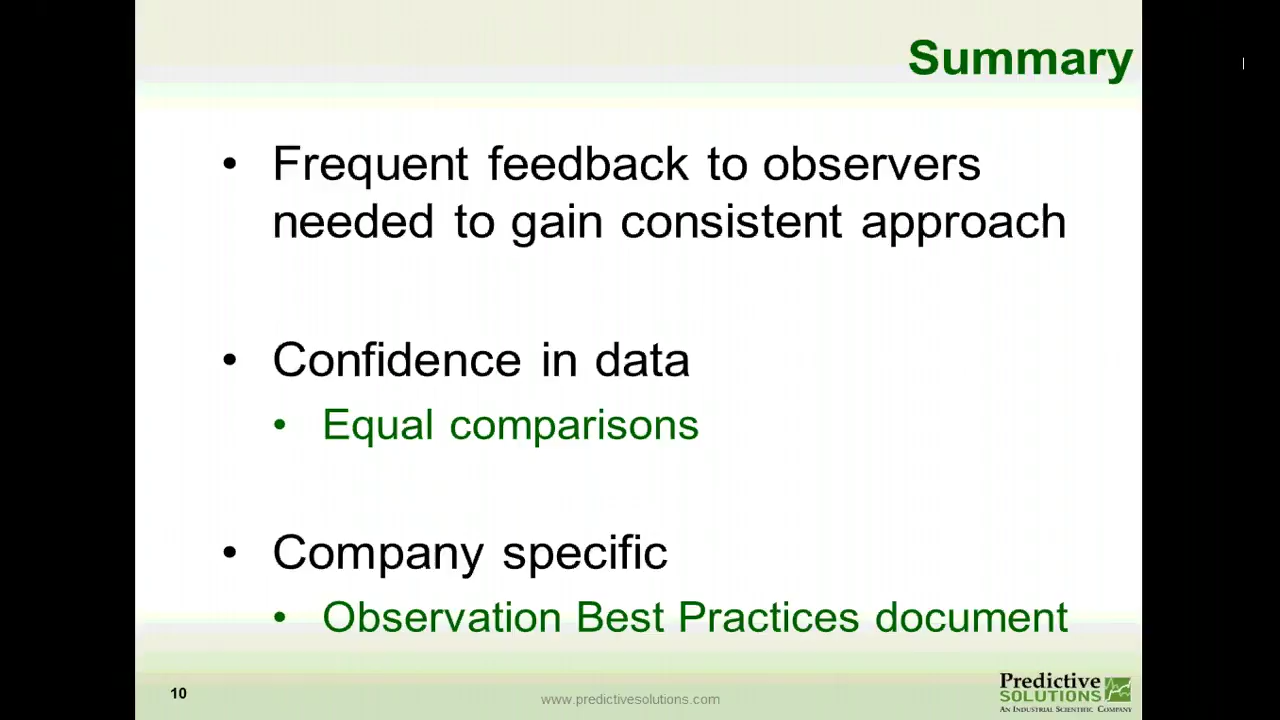 Summary
• Frequent feedback to observers
needed to gain consistent approach
• Confidence in data
• Equal comparisons
• Company specific
• Observation Best Practices document
10
www.predictivesolutions.com
Predictive
SOLUTIONS
AN INDUSTRIAL SCIENTIFIC COMPANY